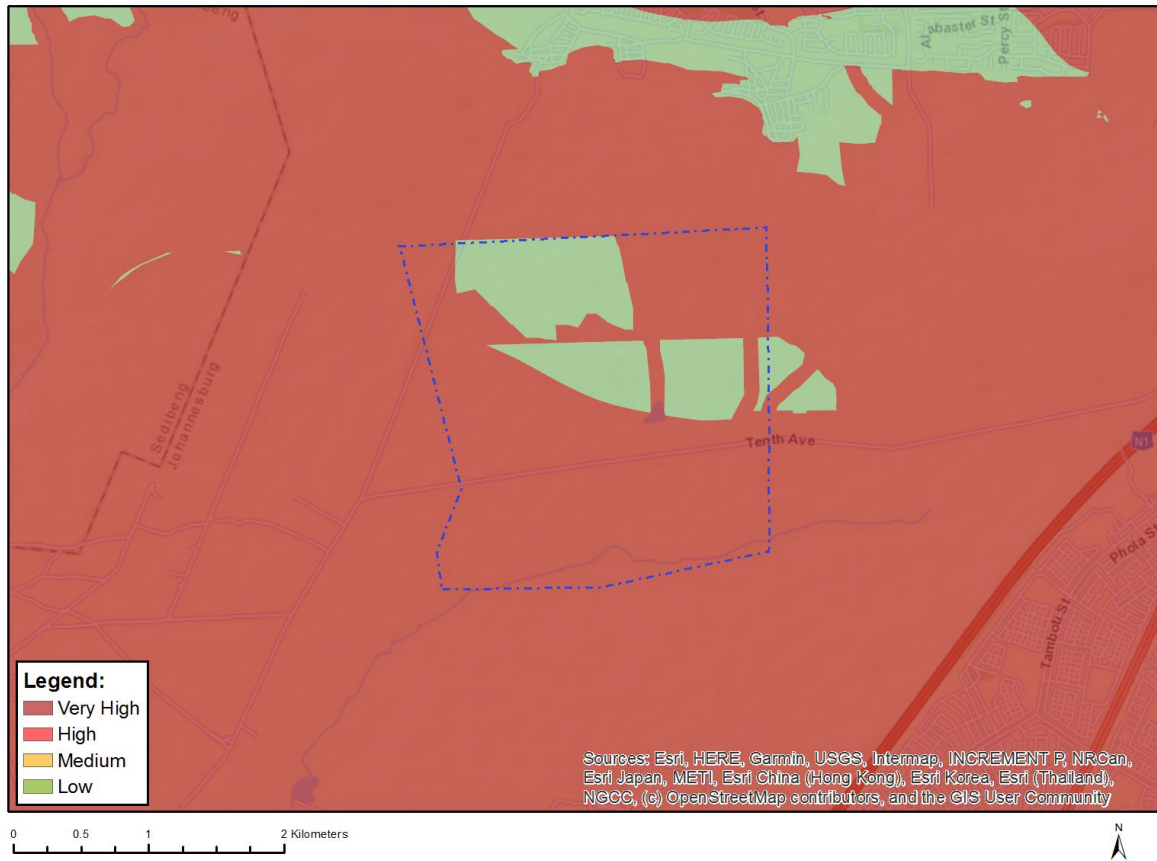 Alabaster St
Percy St
Sedibeng
Johannesburg
Tenth Ave
N1
Phola St
Tamboti St
Legend:
Very High
High
Medium
Low
Sources: Esri, HERE, Garmin, USGS, Intermap, INCREMENT P, NRCan,
Esri Japan, METI, Esri China (Hong Kong), Esri Korea, Esri (Thailand),
NGCC, (c) OpenStreetMap contributors, and the GIS User Community
0 0.5 1 2 Kilometers
N